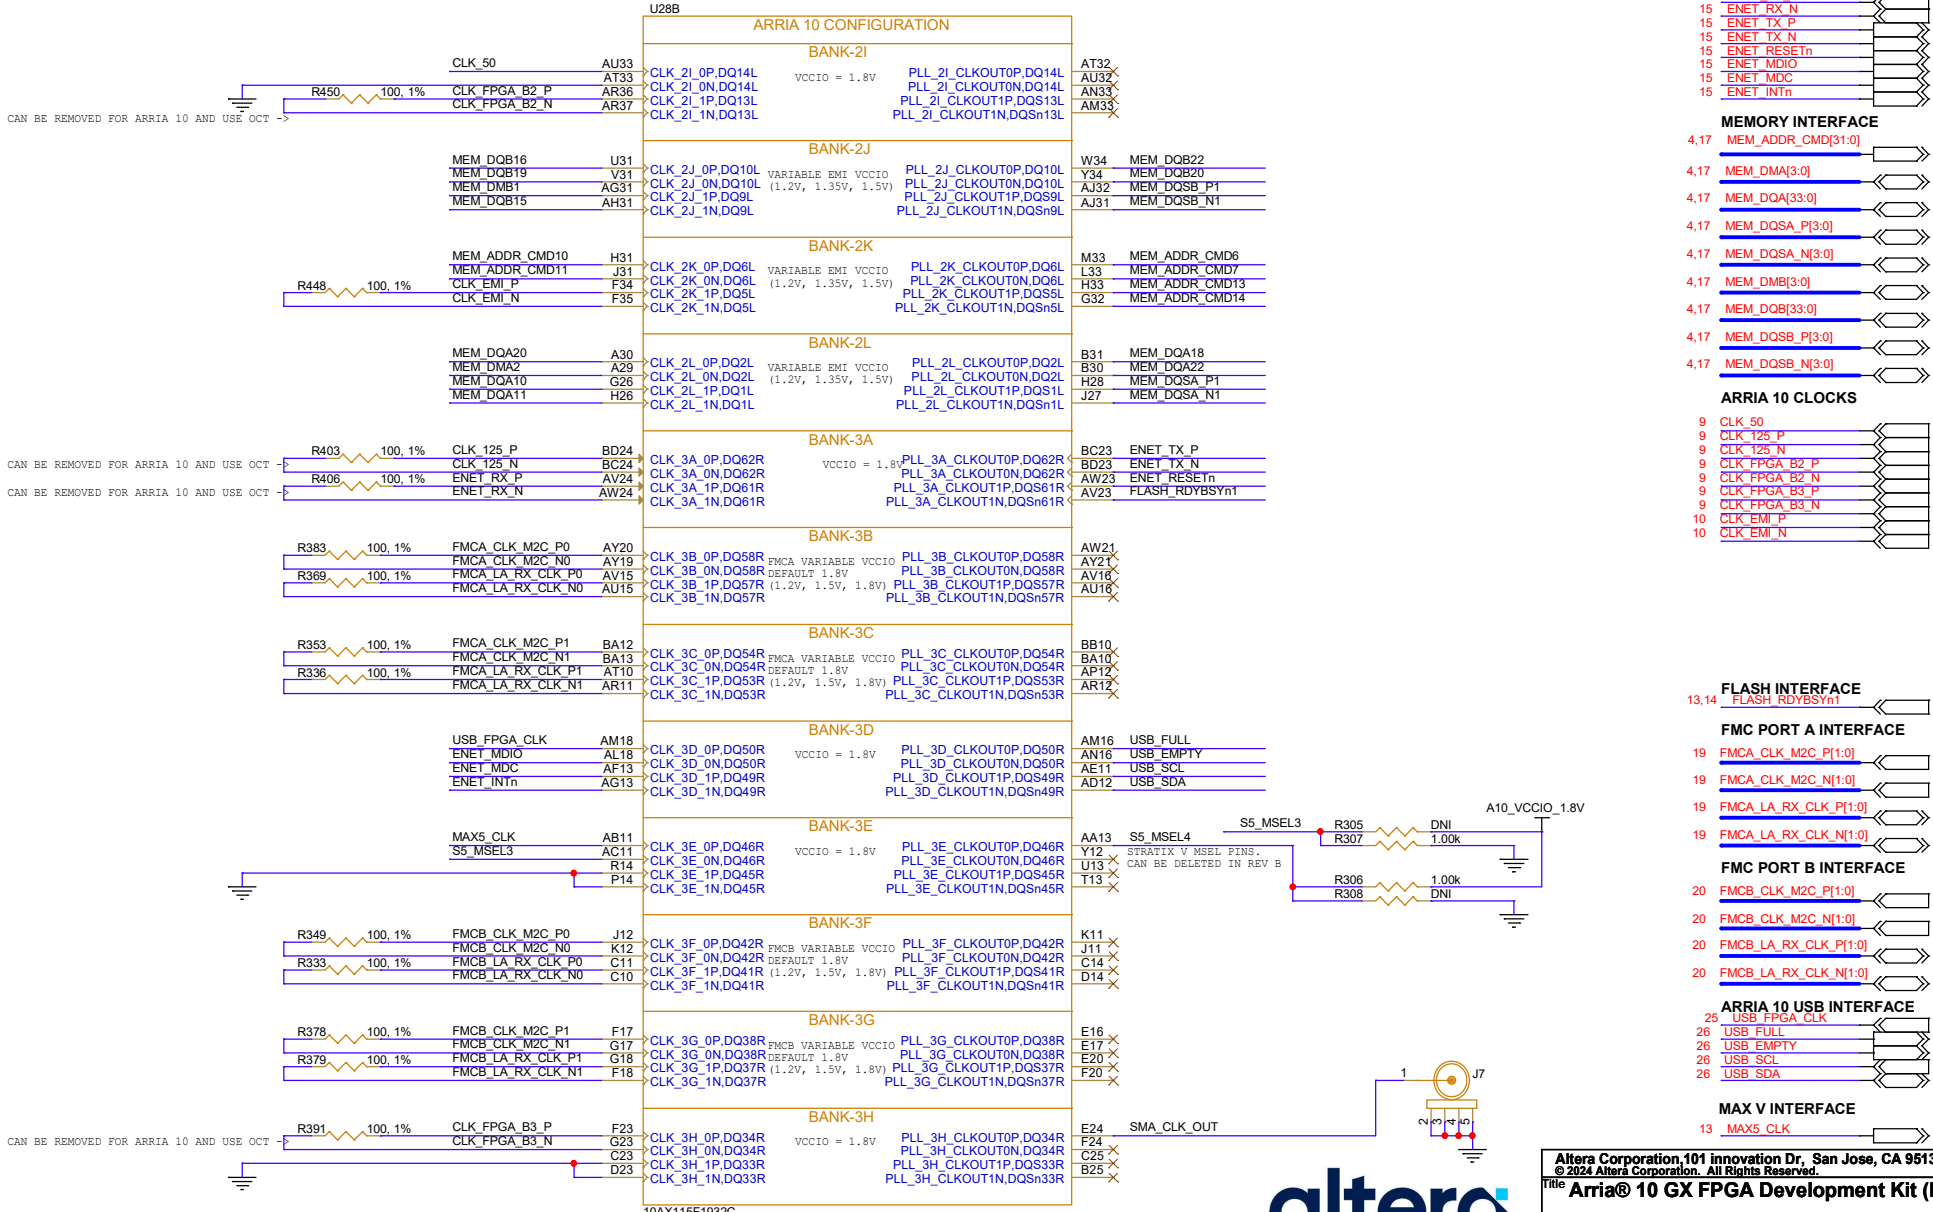 U28B
ARRIA 10 CONFIGURATION
BANK-2I
VCCIO = 1.8V
CLK_50 AU33 CLK_2I_0P,DQ14L PLL_2I_CLKOUT0P,DQ14L AT32
AT33 CLK_2I_0N,DQ14L PLL_2I_CLKOUT0N,DQ14L AU32
R450 100, 1% CLK_FPGA_B2_P AR36 CLK_2I_1P,DQ13L PLL_2I_CLKOUT1P,DQS13L AN33
CLK_FPGA_B2_N AR37 CLK_2I_1N,DQ13L PLL_2I_CLKOUT1N,DQSn13L AM33
CAN BE REMOVED FOR ARRIA 10 AND USE OCT ->
BANK-2J
VARIABLE EMI VCCIO
(1.2V, 1.35V, 1.5V)
MEM_DQB16 U31 CLK_2J_0P,DQ10L PLL_2J_CLKOUT0P,DQ10L W34 MEM_DQB22
MEM_DQB19 V31 CLK_2J_0N,DQ10L PLL_2J_CLKOUT0N,DQ10L Y34 MEM_DQB20
MEM_DMB1 AG31 CLK_2J_1P,DQ9L PLL_2J_CLKOUT1P,DQS9L AJ32 MEM_DQSB_P1
MEM_DQB15 AH31 CLK_2J_1N,DQ9L PLL_2J_CLKOUT1N,DQSn9L AJ31 MEM_DQSB_N1
BANK-2K
VARIABLE EMI VCCIO
(1.2V, 1.35V, 1.5V)
MEM_ADDR_CMD10 H31 CLK_2K_0P,DQ6L PLL_2K_CLKOUT0P,DQ6L M33 MEM_ADDR_CMD6
MEM_ADDR_CMD11 J31 CLK_2K_0N,DQ6L PLL_2K_CLKOUT0N,DQ6L L33 MEM_ADDR_CMD7
R448 100, 1% CLK_EMI_P F34 CLK_2K_1P,DQ5L PLL_2K_CLKOUT1P,DQS5L H33 MEM_ADDR_CMD13
CLK_EMI_N F35 CLK_2K_1N,DQ5L PLL_2K_CLKOUT1N,DQSn5L G32 MEM_ADDR_CMD14
BANK-2L
VARIABLE EMI VCCIO
(1.2V, 1.35V, 1.5V)
MEM_DQA20 A30 CLK_2L_0P,DQ2L PLL_2L_CLKOUT0P,DQ2L B31 MEM_DQA18
MEM_DMA2 A29 CLK_2L_0N,DQ2L PLL_2L_CLKOUT0N,DQ2L B30 MEM_DQA22
MEM_DQA10 G26 CLK_2L_1P,DQ1L PLL_2L_CLKOUT1P,DQS1L H28 MEM_DQSA_P1
MEM_DQA11 H26 CLK_2L_1N,DQ1L PLL_2L_CLKOUT1N,DQSn1L J27 MEM_DQSA_N1
BANK-3A
VCCIO = 1.8V
R403 100, 1% CLK_125_P BD24 CLK_3A_0P,DQ62R PLL_3A_CLKOUT0P,DQ62R BC23 ENET_TX_P
CAN BE REMOVED FOR ARRIA 10 AND USE OCT ->
CLK_125_N BC24 CLK_3A_0N,DQ62R PLL_3A_CLKOUT0N,DQ62R BD23 ENET_TX_N
R406 100, 1% ENET_RX_P AV24 CLK_3A_1P,DQ61R PLL_3A_CLKOUT1P,DQS61R AW23 ENET_RESETn
CAN BE REMOVED FOR ARRIA 10 AND USE OCT ->
ENET_RX_N AW24 CLK_3A_1N,DQ61R PLL_3A_CLKOUT1N,DQSn61R AV23 FLASH_RDYBSYn1
BANK-3B
FMCA VARIABLE VCCIO
DEFAULT 1.8V
(1.2V, 1.5V, 1.8V)
R383 100, 1% FMCA_CLK_M2C_P0 AY20 CLK_3B_0P,DQ58R PLL_3B_CLKOUT0P,DQ58R AW21
FMCA_CLK_M2C_N0 AY19 CLK_3B_0N,DQ58R PLL_3B_CLKOUT0N,DQ58R AY21
R369 100, 1% FMCA_LA_RX_CLK_P0 AV15 CLK_3B_1P,DQ57R PLL_3B_CLKOUT1P,DQS57R AV16
FMCA_LA_RX_CLK_N0 AU15 CLK_3B_1N,DQ57R PLL_3B_CLKOUT1N,DQSn57R AU16
BANK-3C
FMCA VARIABLE VCCIO
DEFAULT 1.8V
(1.2V, 1.5V, 1.8V)
R353 100, 1% FMCA_CLK_M2C_P1 BA12 CLK_3C_0P,DQ54R PLL_3C_CLKOUT0P,DQ54R BB10
FMCA_CLK_M2C_N1 BA13 CLK_3C_0N,DQ54R PLL_3C_CLKOUT0N,DQ54R BA10
R336 100, 1% FMCA_LA_RX_CLK_P1 AT10 CLK_3C_1P,DQ53R PLL_3C_CLKOUT1P,DQS53R AP12
FMCA_LA_RX_CLK_N1 AR11 CLK_3C_1N,DQ53R PLL_3C_CLKOUT1N,DQSn53R AR12
BANK-3D
VCCIO = 1.8V
USB_FPGA_CLK AM18 CLK_3D_0P,DQ50R PLL_3D_CLKOUT0P,DQ50R AM16 USB_FULL
ENET_MDIO AL18 CLK_3D_0N,DQ50R PLL_3D_CLKOUT0N,DQ50R AN16 USB_EMPTY
ENET_MDC AF13 CLK_3D_1P,DQ49R PLL_3D_CLKOUT1P,DQS49R AE11 USB_SCL
ENET_INTn AG13 CLK_3D_1N,DQ49R PLL_3D_CLKOUT1N,DQSn49R AD12 USB_SDA
BANK-3E
VCCIO = 1.8V
MAX5_CLK AB11 CLK_3E_0P,DQ46R PLL_3E_CLKOUT0P,DQ46R AA13 S5_MSEL4
S5_MSEL3 AC11 CLK_3E_0N,DQ46R PLL_3E_CLKOUT0N,DQ46R Y12
R14 CLK_3E_1P,DQ45R PLL_3E_CLKOUT1P,DQS45R U13
P14 CLK_3E_1N,DQ45R PLL_3E_CLKOUT1N,DQSn45R T13
STRATIX V MSEL PINS.
CAN BE DELETED IN REV B
A10_VCCIO_1.8V
S5_MSEL3 R305 DNI
R307 1.00k
R306 1.00k
R308 DNI
BANK-3F
FMCB VARIABLE VCCIO
DEFAULT 1.8V
(1.2V, 1.5V, 1.8V)
R349 100, 1% FMCB_CLK_M2C_P0 J12 CLK_3F_0P,DQ42R PLL_3F_CLKOUT0P,DQ42R K11
FMCB_CLK_M2C_N0 K12 CLK_3F_0N,DQ42R PLL_3F_CLKOUT0N,DQ42R J11
R333 100, 1% FMCB_LA_RX_CLK_P0 C11 CLK_3F_1P,DQ41R PLL_3F_CLKOUT1P,DQS41R C14
FMCB_LA_RX_CLK_N0 C10 CLK_3F_1N,DQ41R PLL_3F_CLKOUT1N,DQSn41R D14
BANK-3G
FMCB VARIABLE VCCIO
DEFAULT 1.8V
(1.2V, 1.5V, 1.8V)
R378 100, 1% FMCB_CLK_M2C_P1 F17 CLK_3G_0P,DQ38R PLL_3G_CLKOUT0P,DQ38R E16
FMCB_CLK_M2C_N1 G17 CLK_3G_0N,DQ38R PLL_3G_CLKOUT0N,DQ38R E17
R379 100, 1% FMCB_LA_RX_CLK_P1 G18 CLK_3G_1P,DQ37R PLL_3G_CLKOUT1P,DQS37R E20
FMCB_LA_RX_CLK_N1 F18 CLK_3G_1N,DQ37R PLL_3G_CLKOUT1N,DQSn37R F20
BANK-3H
VCCIO = 1.8V
R391 100, 1% CLK_FPGA_B3_P F23 CLK_3H_0P,DQ34R PLL_3H_CLKOUT0P,DQ34R E24 SMA_CLK_OUT
CAN BE REMOVED FOR ARRIA 10 AND USE OCT ->
CLK_FPGA_B3_N G23 CLK_3H_0N,DQ34R PLL_3H_CLKOUT0N,DQ34R F24
C23 CLK_3H_1P,DQ33R PLL_3H_CLKOUT1P,DQS33R C25
D23 CLK_3H_1N,DQ33R PLL_3H_CLKOUT1N,DQSn33R B25
10AX115F1932C
1 J7
2 3 4 5
15 ENET_RX_N
15 ENET_TX_P
15 ENET_TX_N
15 ENET_RESETn
15 ENET_MDIO
15 ENET_MDC
15 ENET_INTn
MEMORY INTERFACE
4,17 MEM_ADDR_CMD[31:0]
4,17 MEM_DMA[3:0]
4,17 MEM_DQA[33:0]
4,17 MEM_DQSA_P[3:0]
4,17 MEM_DQSA_N[3:0]
4,17 MEM_DMB[3:0]
4,17 MEM_DQB[33:0]
4,17 MEM_DQSB_P[3:0]
4,17 MEM_DQSB_N[3:0]
ARRIA 10 CLOCKS
9 CLK_50
9 CLK_125_P
9 CLK_125_N
9 CLK_FPGA_B2_P
9 CLK_FPGA_B2_N
9 CLK_FPGA_B3_P
9 CLK_FPGA_B3_N
10 CLK_EMI_P
10 CLK_EMI_N
FLASH INTERFACE
13,14 FLASH_RDYBSYn1
FMC PORT A INTERFACE
19 FMCA_CLK_M2C_P[1:0]
19 FMCA_CLK_M2C_N[1:0]
19 FMCA_LA_RX_CLK_P[1:0]
19 FMCA_LA_RX_CLK_N[1:0]
FMC PORT B INTERFACE
20 FMCB_CLK_M2C_P[1:0]
20 FMCB_CLK_M2C_N[1:0]
20 FMCB_LA_RX_CLK_P[1:0]
20 FMCB_LA_RX_CLK_N[1:0]
ARRIA 10 USB INTERFACE
25 USB_FPGA_CLK
26 USB_FULL
26 USB_EMPTY
26 USB_SCL
26 USB_SDA
MAX V INTERFACE
13 MAX5_CLK
altera
Altera Corporation,101 innovation Dr, San Jose, CA 9513
© 2024 Altera Corporation. All Rights Reserved.
Title Arria® 10 GX FPGA Development Kit (